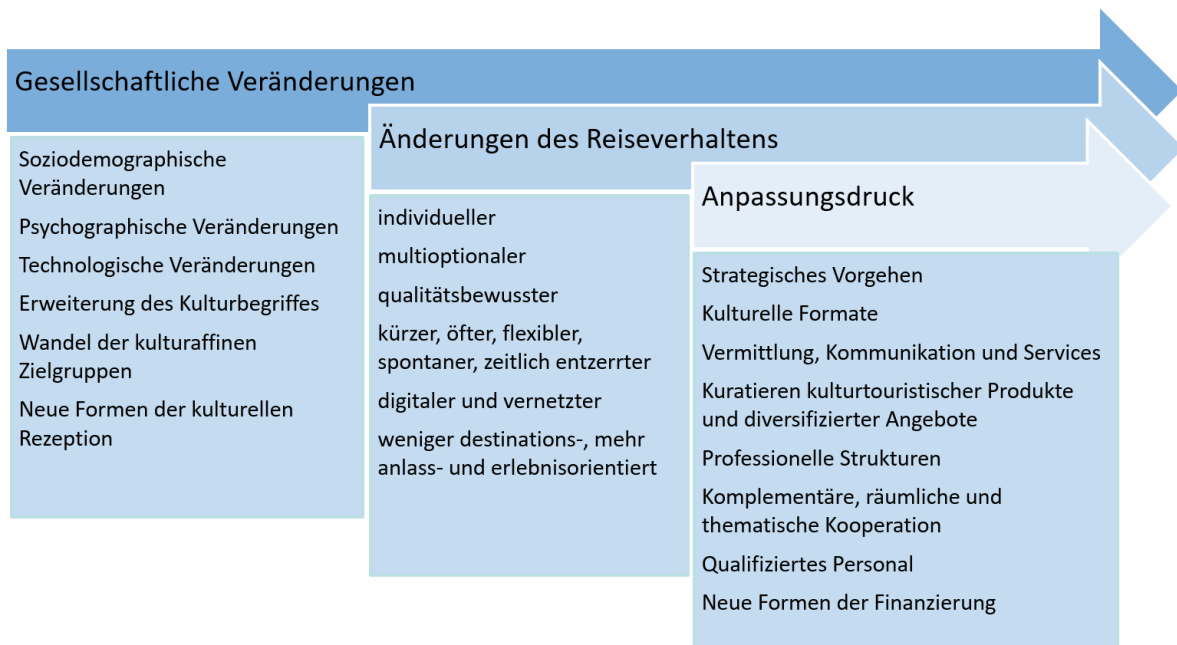 Gesellschaftliche Veränderungen
Soziodemographische
Veränderungen
Psychographische Veränderungen
Technologische Veränderungen
Erweiterung des Kulturbegriffes
Wandel der kulturaffinen
Zielgruppen
Neue Formen der kulturellen
Rezeption
Änderungen des Reiseverhaltens
individueller
multioptionaler
qualitätsbewusster
kürzer, öfter, flexibler,
spontaner, zeitlich entzerrter
digitaler und vernetzter
weniger destinations-, mehr
anlass- und erlebnisorientiert
Anpassungsdruck
Strategisches Vorgehen
Kulturelle Formate
Vermittlung, Kommunikation und Services
Kuratieren kulturtouristischer Produkte
und diversifizierter Angebote
Professionelle Strukturen
Komplementäre, räumliche und
thematische Kooperation
Qualifiziertes Personal
Neue Formen der Finanzierung